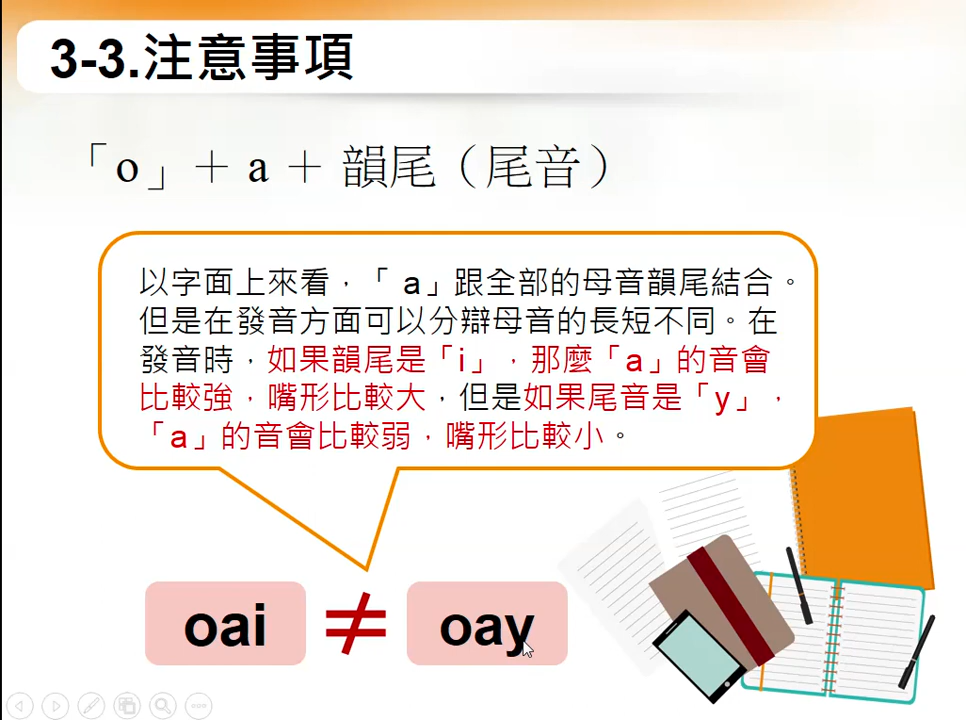 3-3.注意事項
「o」＋ a ＋ 韻尾（尾音）
以字面上來看，「 a」跟全部的母音韻尾結合。
但是在發音方面可以分辯母音的長短不同。在
發音時，如果韻尾是「i」，那麼「a」的音會
比較強，嘴形比較大，但是如果尾音是「y」，
「a」的音會比較弱，嘴形比較小。
oai ≠ oay